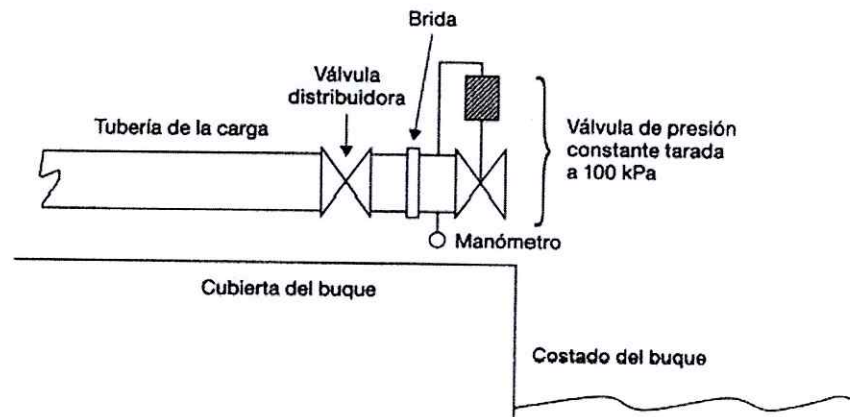 Brida
Válvula
distribuidora
Tubería de la carga
Válvula de presión
constante tarada
a 100 kPa
Manómetro
Cubierta del buque
Costado del buque